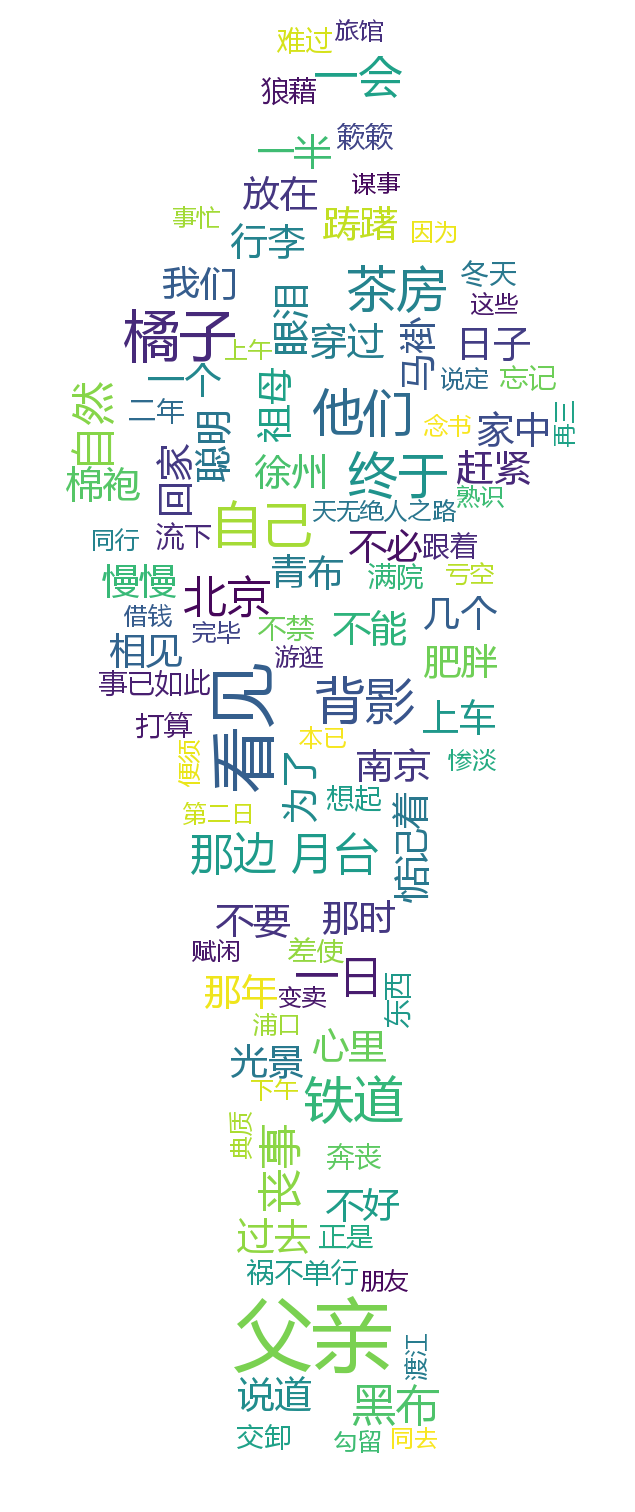 难过
旅馆
一会
狼藉
一半
簌簌
放在
谋事
事忙
行李
踌躇
因为
我们
眼泪
茶房
冬天
这些
橘子
上午
穿过
马褂
日子
自然
一个
祖母
他们
说定
忘记
二年
聪明
念书
家中
再三
棉袍
回家
徐州
终于
赶紧
熟识
自己
天无绝人之路
同行
流下
不必
跟着
慢慢
北京
青布
满院
亏空
借钱
完毕
不禁
不能
几个
相见
游逛
肥胖
事已如此
看见
背影
打算
上车
本已
便须
为了
南京
惨淡
第二日
想起
惦记着
那边
月台
不要
那时
赋闲
差使
一日
那年
变卖
东西
浦口
光景
心里
下午
铁道
典质
丧事
奔丧
不好
过去
正是
祸不单行
朋友
父亲
渡江
说道
黑布
交卸
勾留
同去